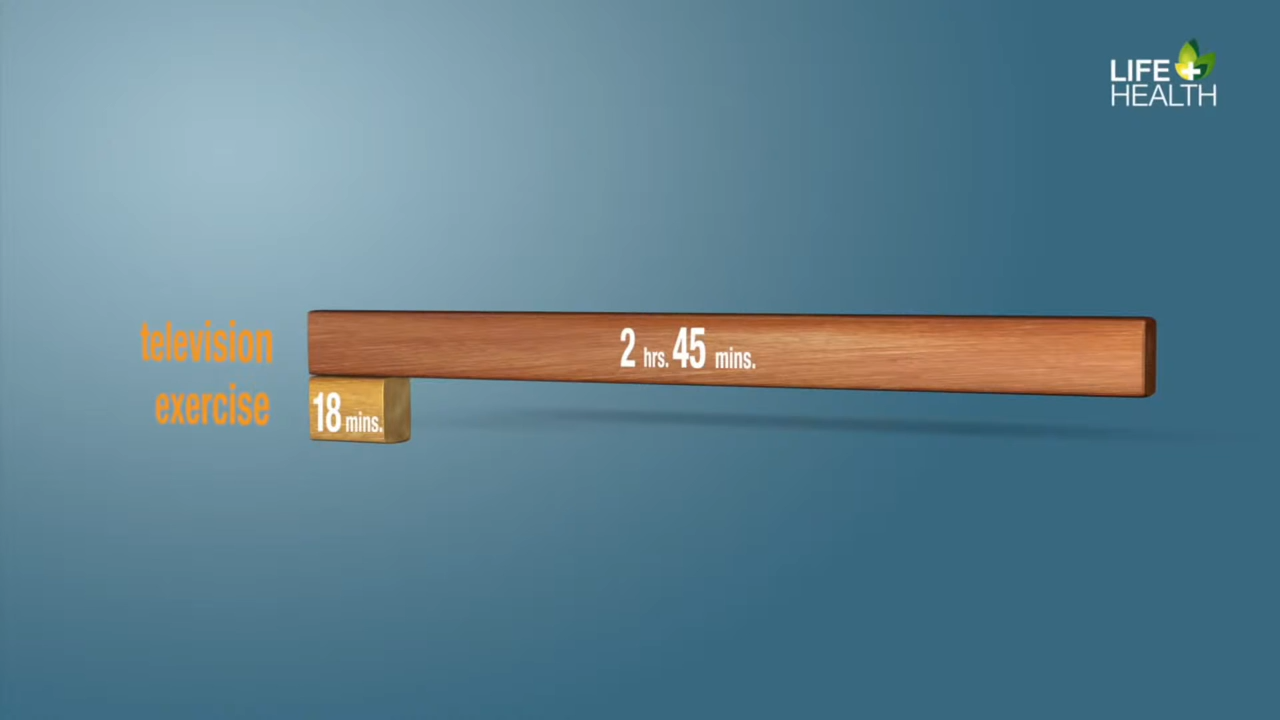 LIFE
HEALTH
television
2 hrs. 45 mins.
exercise
18 mins.